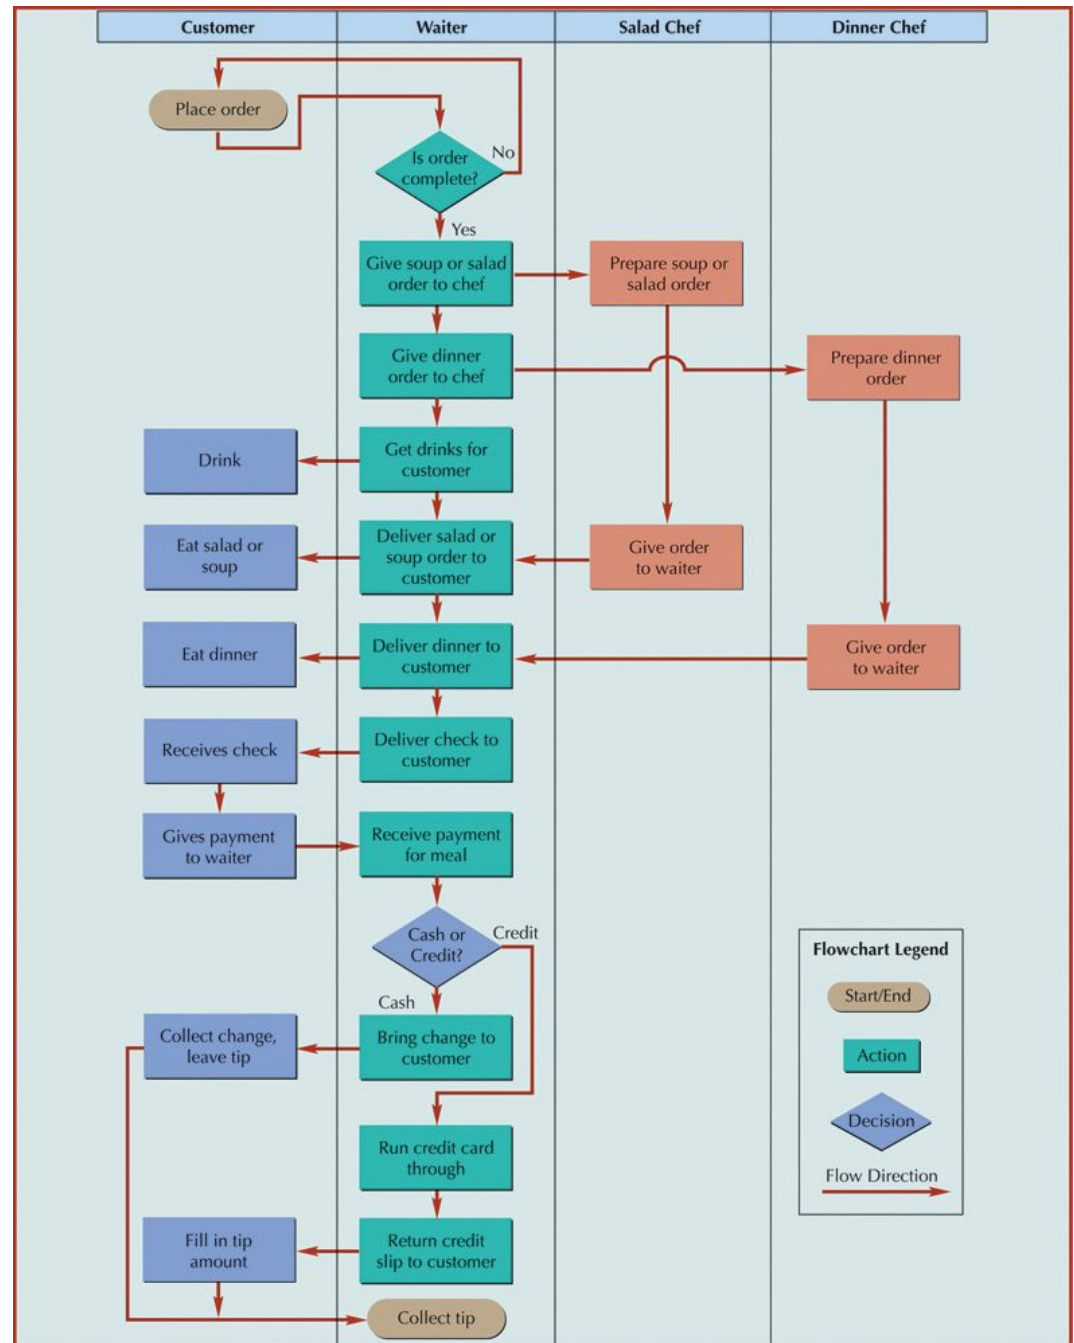 Customer
Waiter
Salad Chef
Dinner Chef
Place order
No
Is order
complete?
Yes
Give soup or salad
order to chef
Prepare soup or
salad order
Give dinner
order to chef
Prepare dinner
order
Drink
Get drinks for
customer
Eat salad or
soup
Deliver salad or
soup order to
customer
Give order
to waiter
Eat dinner
Deliver dinner to
customer
Give order
to waiter
Receives check
Deliver check to
customer
Gives payment
to waiter
Receive payment
for meal
Cash or
Credit?
Credit
Cash
Collect change,
leave tip
Bring change to
customer
Run credit card
through
Fill in tip
amount
Return credit
slip to customer
Collect tip
Flowchart Legend
Start/End
Action
Decision
Flow Direction